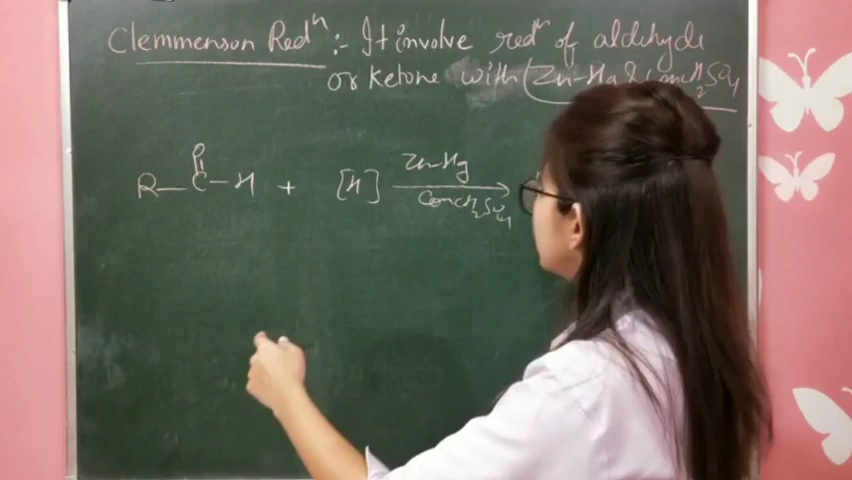 Clemmenson Redⁿ :- It involve redⁿ of aldehyde
or ketone with (Zn-Hg & Conc H₂SO₄
O
R-C-H + [H] Zn-Hg
Conc H₂SO₄